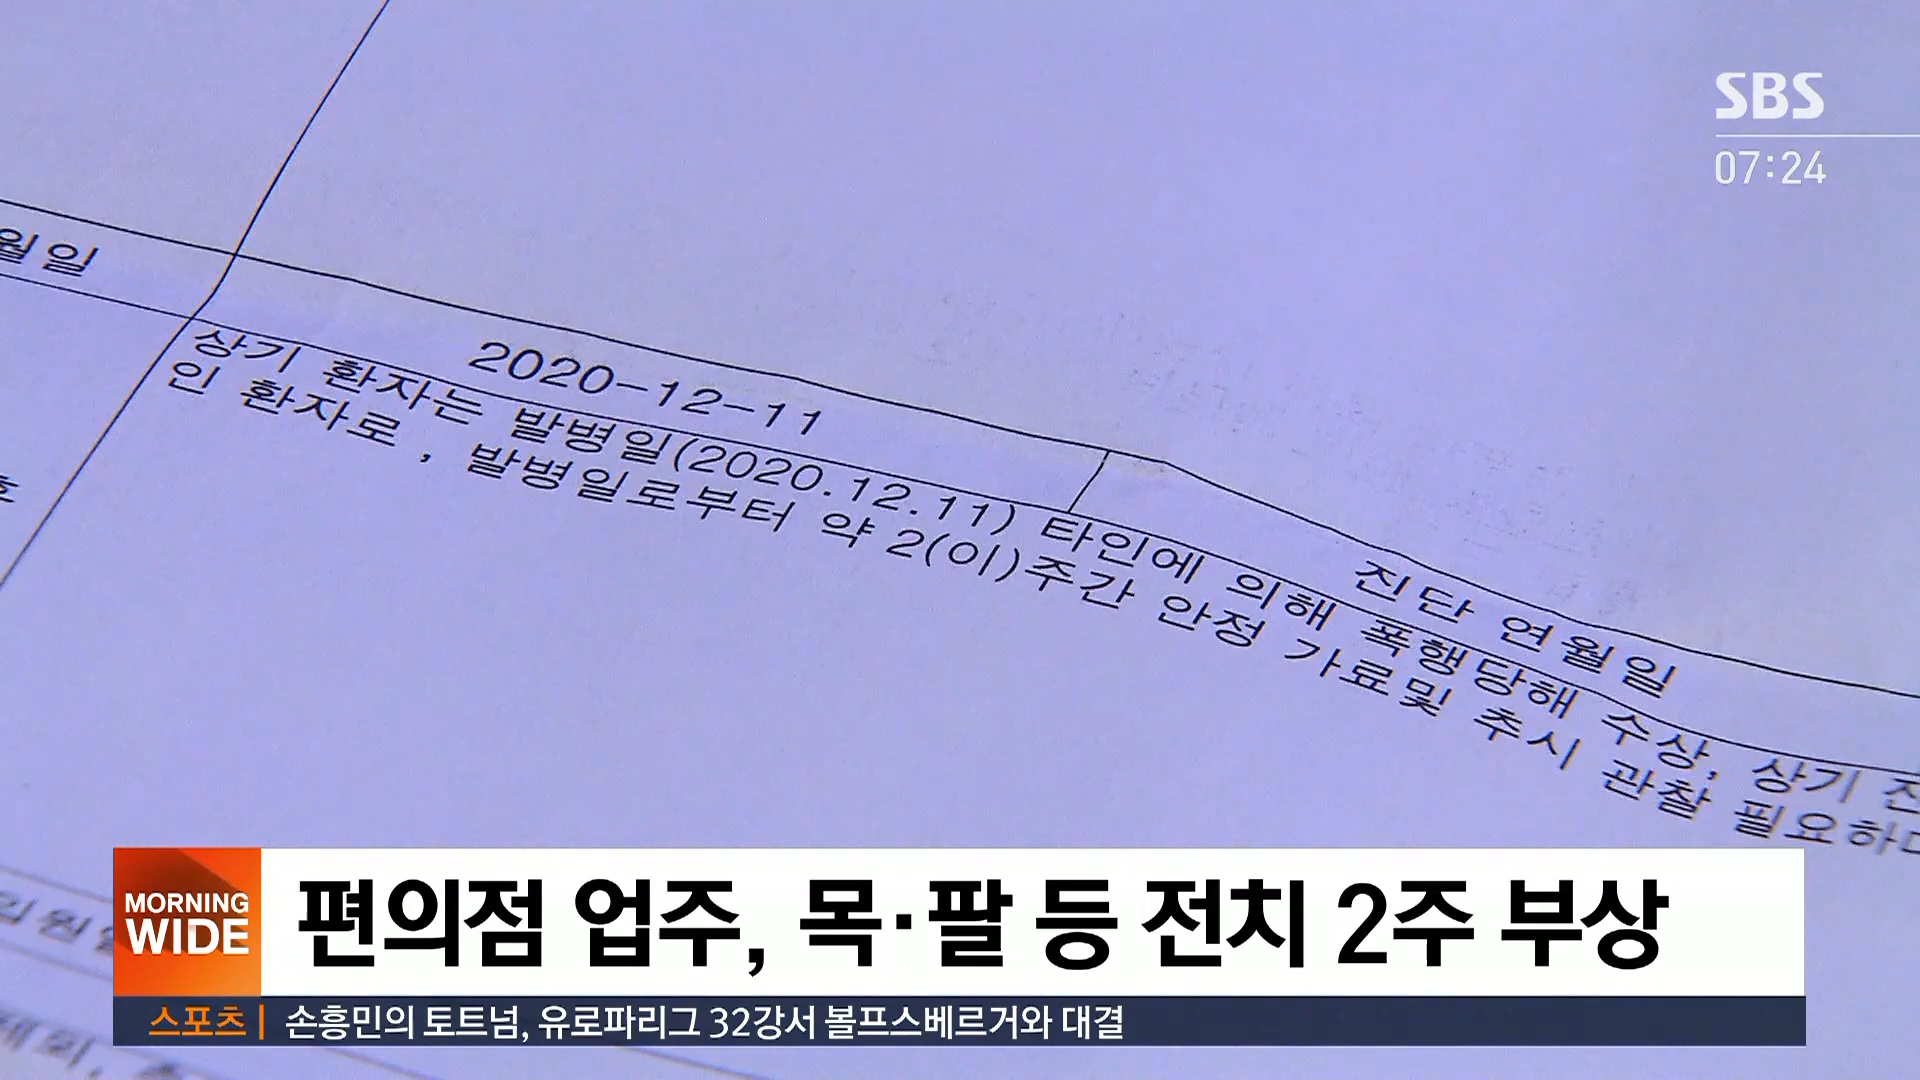 SBS
07:24
월일
2020-12-11
진단 연월일
상기 환자는 발병일(2020.12.11) 타인에 의해 폭행당해 수상, 상기
인 환자로, 발병일로부터 약 2(이)주간 안정 가료및 추시 관찰 필요하
MORNING
WIDE
편의점 업주, 목·팔 등 전치 2주 부상
스포츠 | 손흥민의 토트넘, 유로파리그 32강서 볼프스베르거와 대결